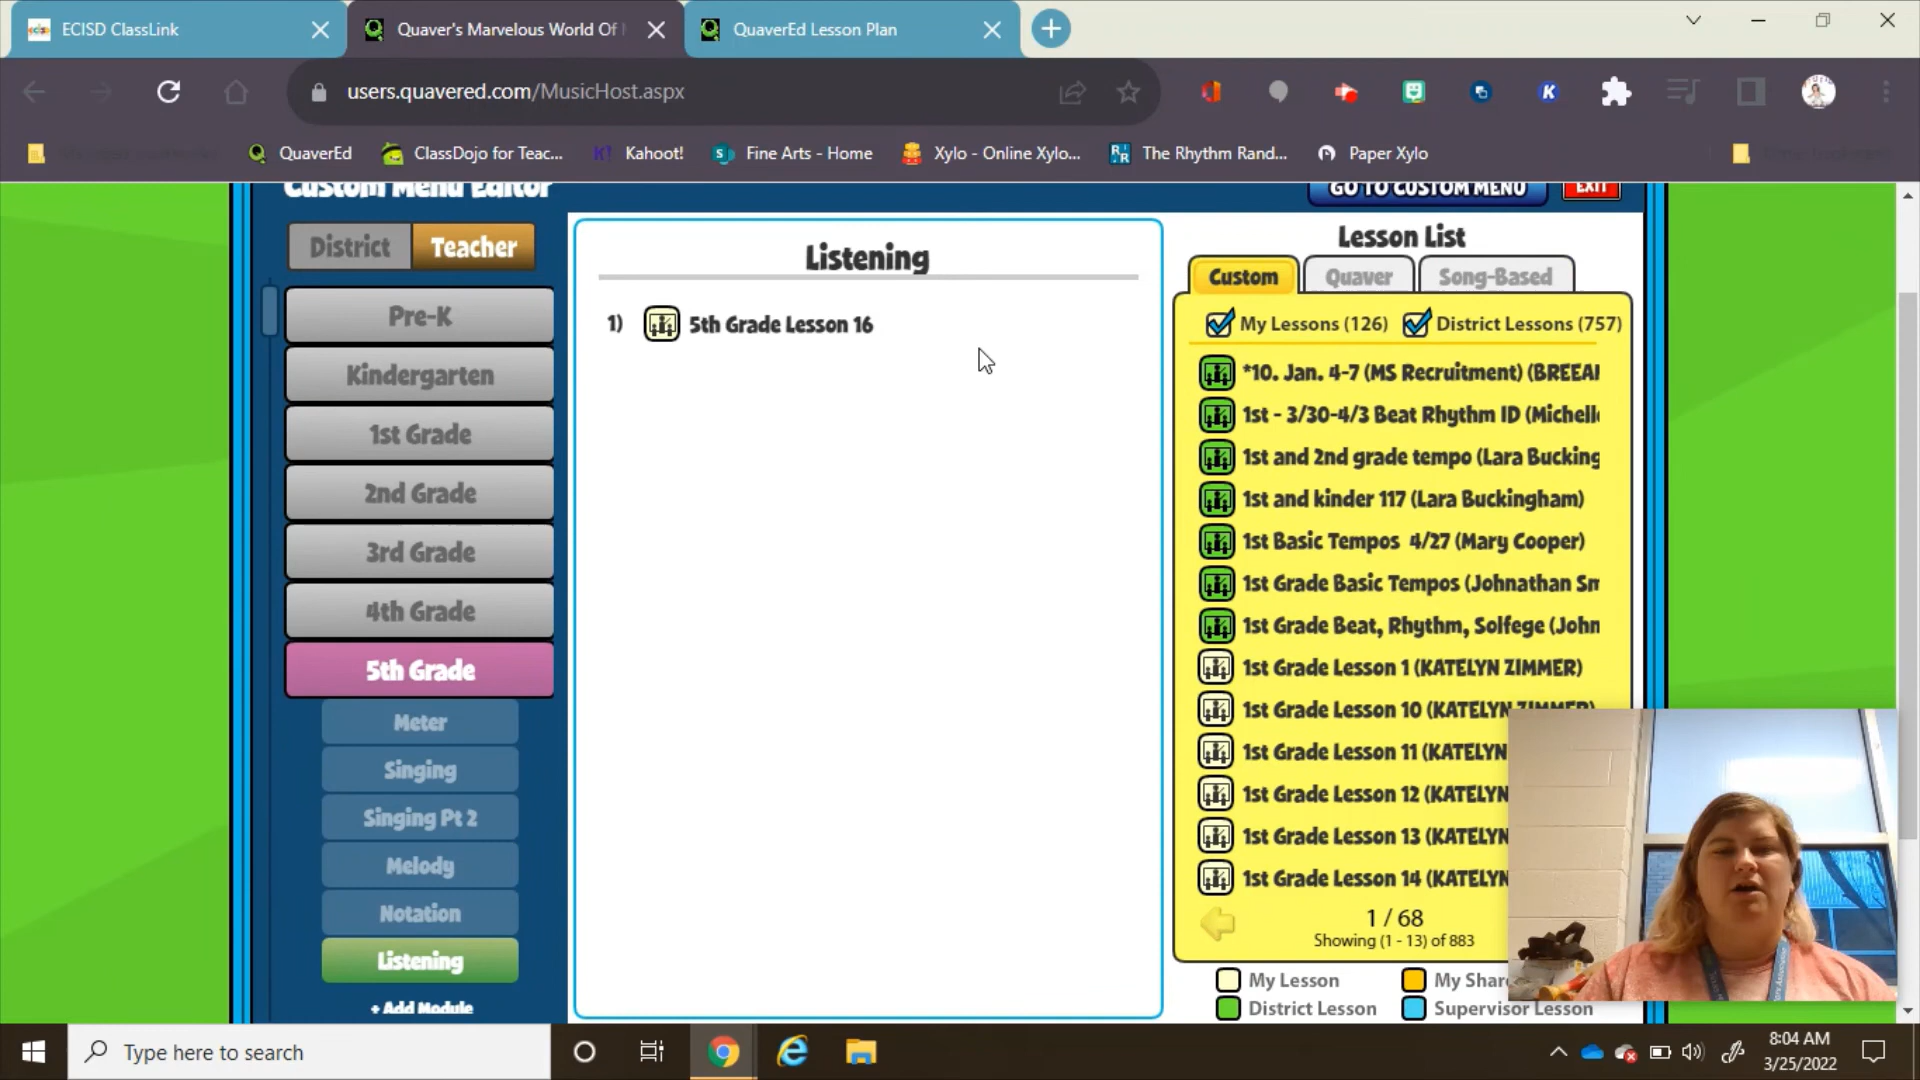 ECISD ClassLink
Quaver's Marvelous World Of
QuaverEd Lesson Plan
users.quavered.com/MusicHost.aspx
QuaverEd
ClassDojo for Teac...
Kahoot!
Fine Arts - Home
Xylo - Online Xylo...
The Rhythm Rand...
Paper Xylo
Custom Menu Editor
GO TO CUSTOM MENU
EXIT
District
Teacher
Pre-K
Kindergarten
1st Grade
2nd Grade
3rd Grade
4th Grade
5th Grade
Meter
Singing
Singing Pt 2
Melody
Notation
Listening
+ Add Module
Listening
1) 5th Grade Lesson 16
Lesson List
Custom
Quaver
Song-Based
My Lessons (126)
District Lessons (757)
*10. Jan. 4-7 (MS Recruitment) (BREEA
1st - 3/30-4/3 Beat Rhythm ID (Michell
1st and 2nd grade tempo (Lara Bucking
1st and kinder 117 (Lara Buckingham)
1st Basic Tempos 4/27 (Mary Cooper)
1st Grade Basic Tempos (Johnathan Sm
1st Grade Beat, Rhythm, Solfege (John
1st Grade Lesson 1 (KATELYN ZIMMER)
1st Grade Lesson 10 (KATELYN ZIMMER)
1st Grade Lesson 11 (KATELYN
1st Grade Lesson 12 (KATELYN
1st Grade Lesson 13 (KATELYN
1st Grade Lesson 14 (KATELYN
1 / 68
Showing (1 - 13) of 883
My Lesson
My Shar
District Lesson
Supervisor Lesson
Type here to search
8:04 AM
3/25/2022